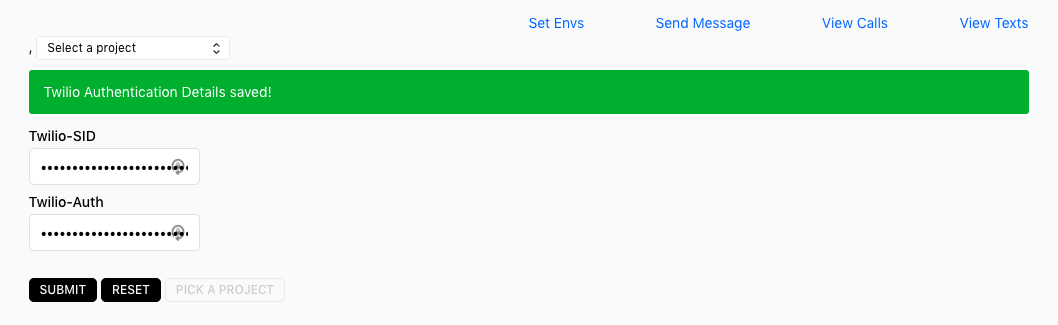 Set Envs Send Message View Calls View Texts
, Select a project
Twilio Authentication Details saved!
Twilio-SID
••••••••••••••••••••••••
Twilio-Auth
••••••••••••••••••••••••
SUBMIT RESET PICK A PROJECT